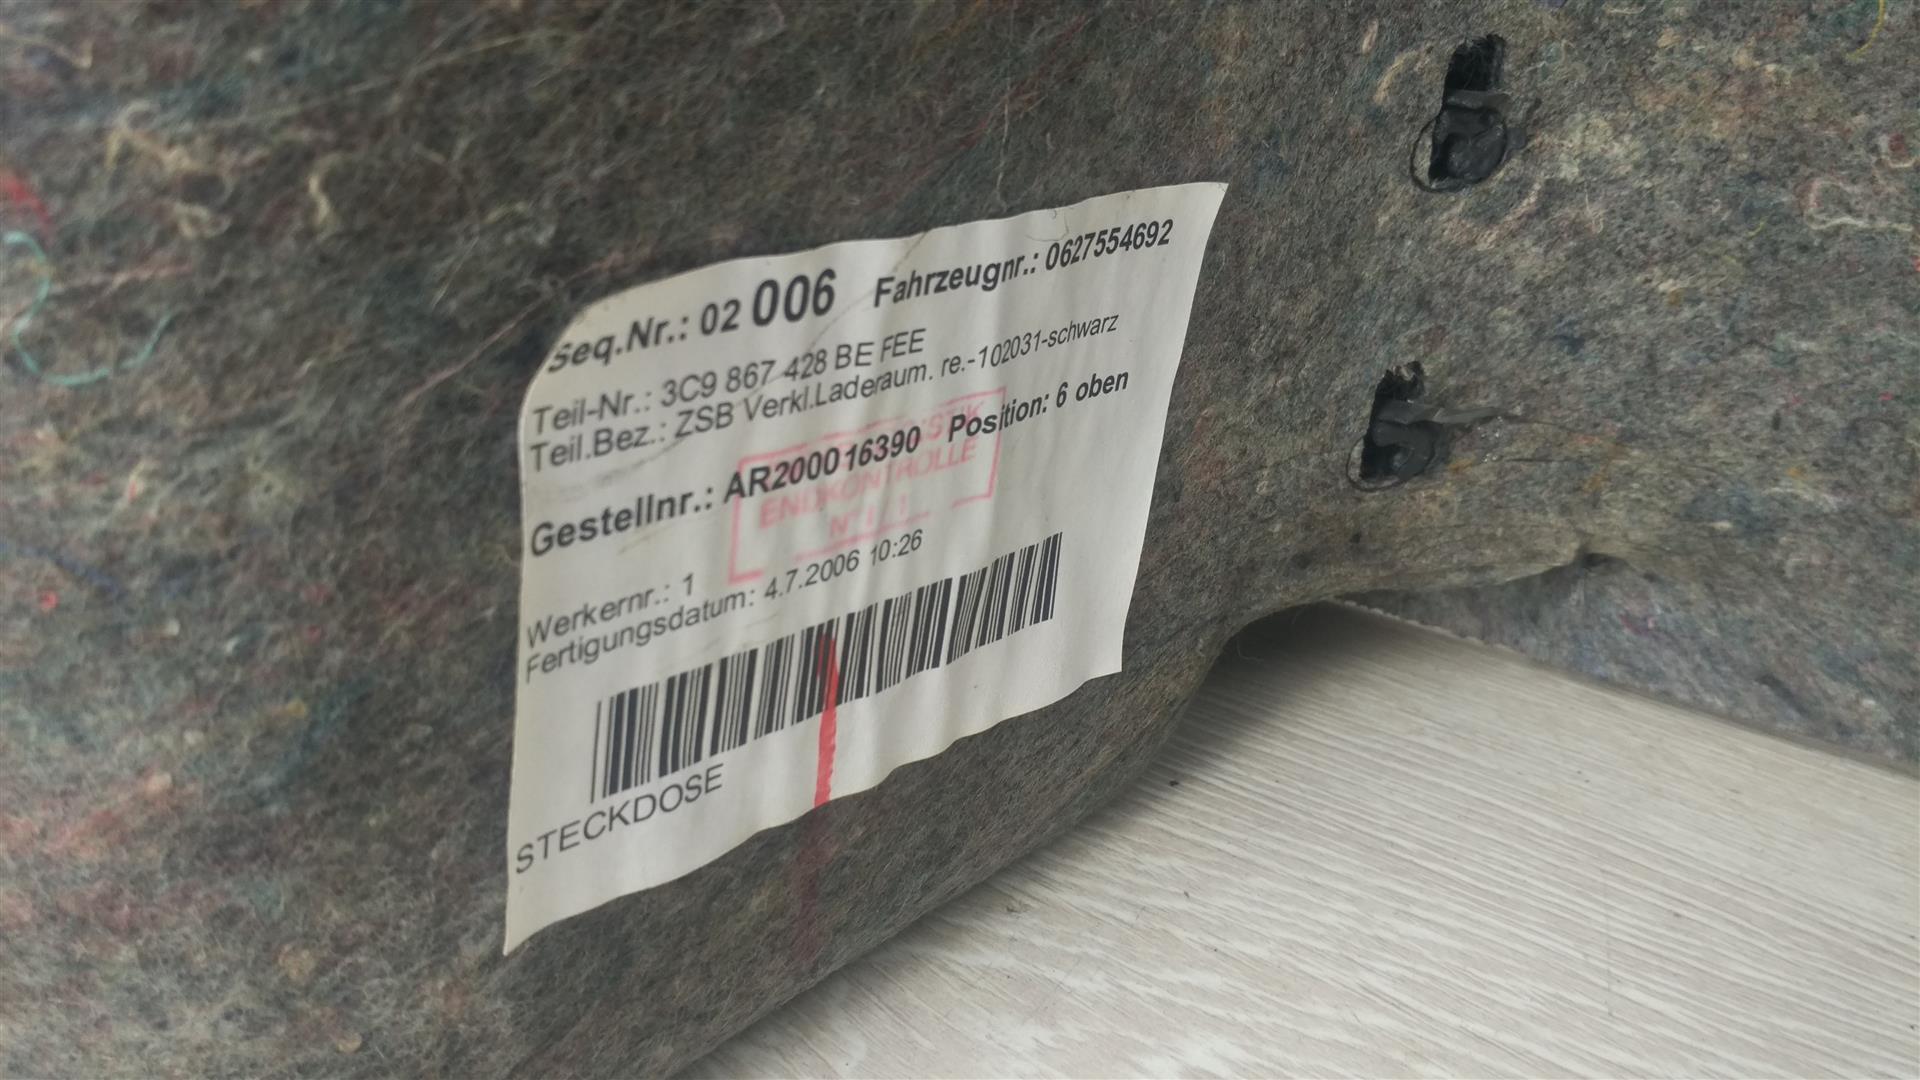 Seq.Nr.: 02 006 Fahrzeugnr.: 0627554692
Teil-Nr.: 3C9 867 428 BE FEE
Teil.Bez.: ZSB Verkl.Laderaum. re.-102031-schwarz
Gestellnr.: AR200016390 Position: 6 oben
ENDKONTROLLE
Werkernr.: 1
Fertigungsdatum: 4.7.2006 10:26
STECKDOSE